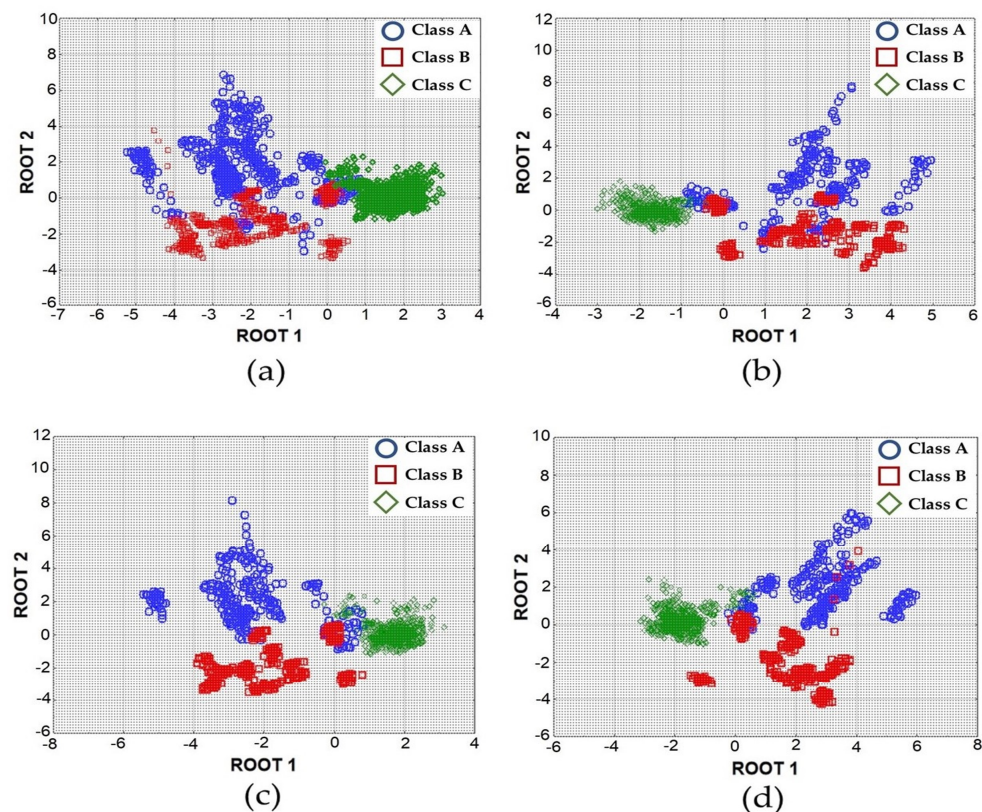 12
10
8
6
4
2
0
-2
-4
-6
ROOT 2
-7 -6 -5 -4 -3 -2 -1 0 1 2 3 4
ROOT 1
Class A
Class B
Class C
(a)
12
10
8
6
4
2
0
-2
-4
-6
ROOT 2
-4 -3 -2 -1 0 1 2 3 4 5 6
ROOT 1
Class A
Class B
Class C
(b)
12
10
8
6
4
2
0
-2
-4
-6
ROOT 2
-8 -6 -4 -2 0 2 4
ROOT 1
Class A
Class B
Class C
(c)
10
8
6
4
2
0
-2
-4
-6
ROOT 2
-6 -4 -2 0 2 4 6 8
ROOT 1
Class A
Class B
Class C
(d)